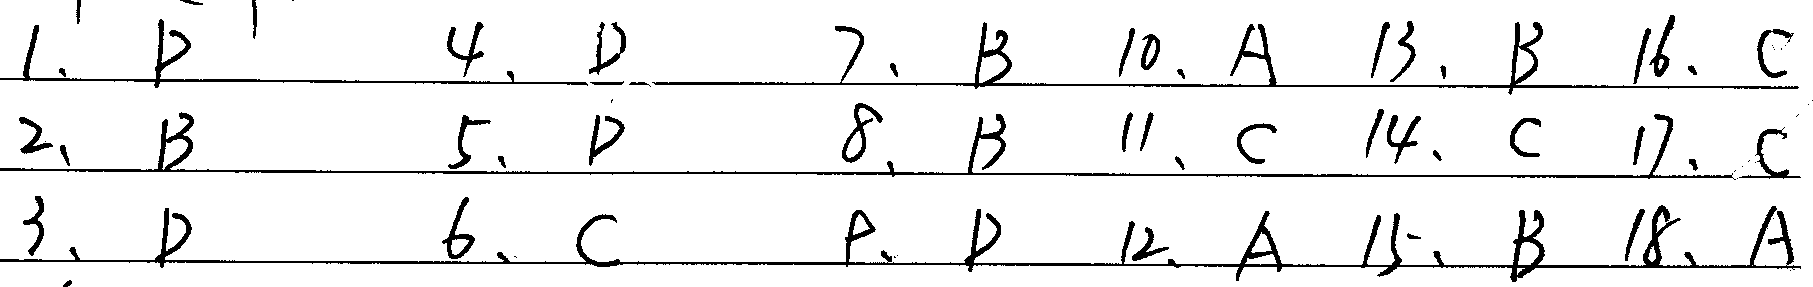 1、 D 4、 D 7、 B 10、 A 13、 B 16、 C
2、 B 5、 D 8、 B 11、 C 14、 C 17、 C
3、 D 6、 C 9、 D 12、 A 15、 B 18、 A